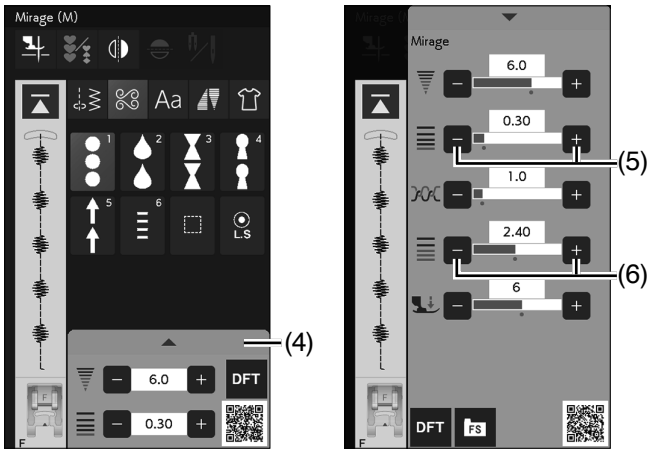 Mirage (M)
Aa
1
2
3
4
5
6
L.S
(4)
6.0
DFT
0.30
F
F
Mirage (M
Mirage
6.0
0.30
(5)
1.0
2.40
(6)
6
F
F
DFT
FS